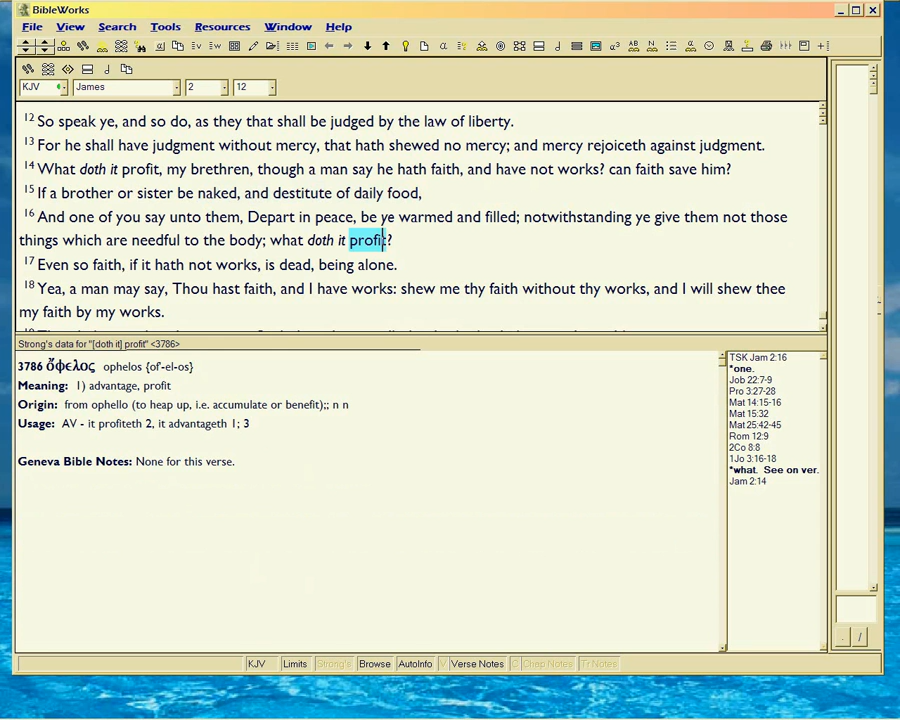 BibleWorks
File View Search Tools Resources Window Help
KJV James 2 12
12 So speak ye, and so do, as they that shall be judged by the law of liberty.
13 For he shall have judgment without mercy, that hath shewed no mercy; and mercy rejoiceth against judgment.
14 What doth it profit, my brethren, though a man say he hath faith, and have not works? can faith save him?
15 If a brother or sister be naked, and destitute of daily food,
16 And one of you say unto them, Depart in peace, be ye warmed and filled; notwithstanding ye give them not those
things which are needful to the body; what doth it profit?
17 Even so faith, if it hath not works, is dead, being alone.
18 Yea, a man may say, Thou hast faith, and I have works: shew me thy faith without thy works, and I will shew thee
my faith by my works.
Strong's data for "[doth it] profit" <3786>
3786 ὄφελος ophelos {of'-el-os}
Meaning: 1) advantage, profit
Origin: from ophello (to heap up, i.e. accumulate or benefit);; n n
Usage: AV - it profiteth 2, it advantageth 1; 3
Geneva Bible Notes: None for this verse.
TSK Jam 2:16
*one.
Job 22:7-9
Pro 3:27-28
Mat 14:15-16
Mat 15:32
Mat 25:42-45
Rom 12:9
2Co 8:8
1Jo 3:16-18
*what. See on ver.
Jam 2:14
KJV Limits Strong's Browse AutoInfo V Verse Notes C Chap Notes Tr Notes